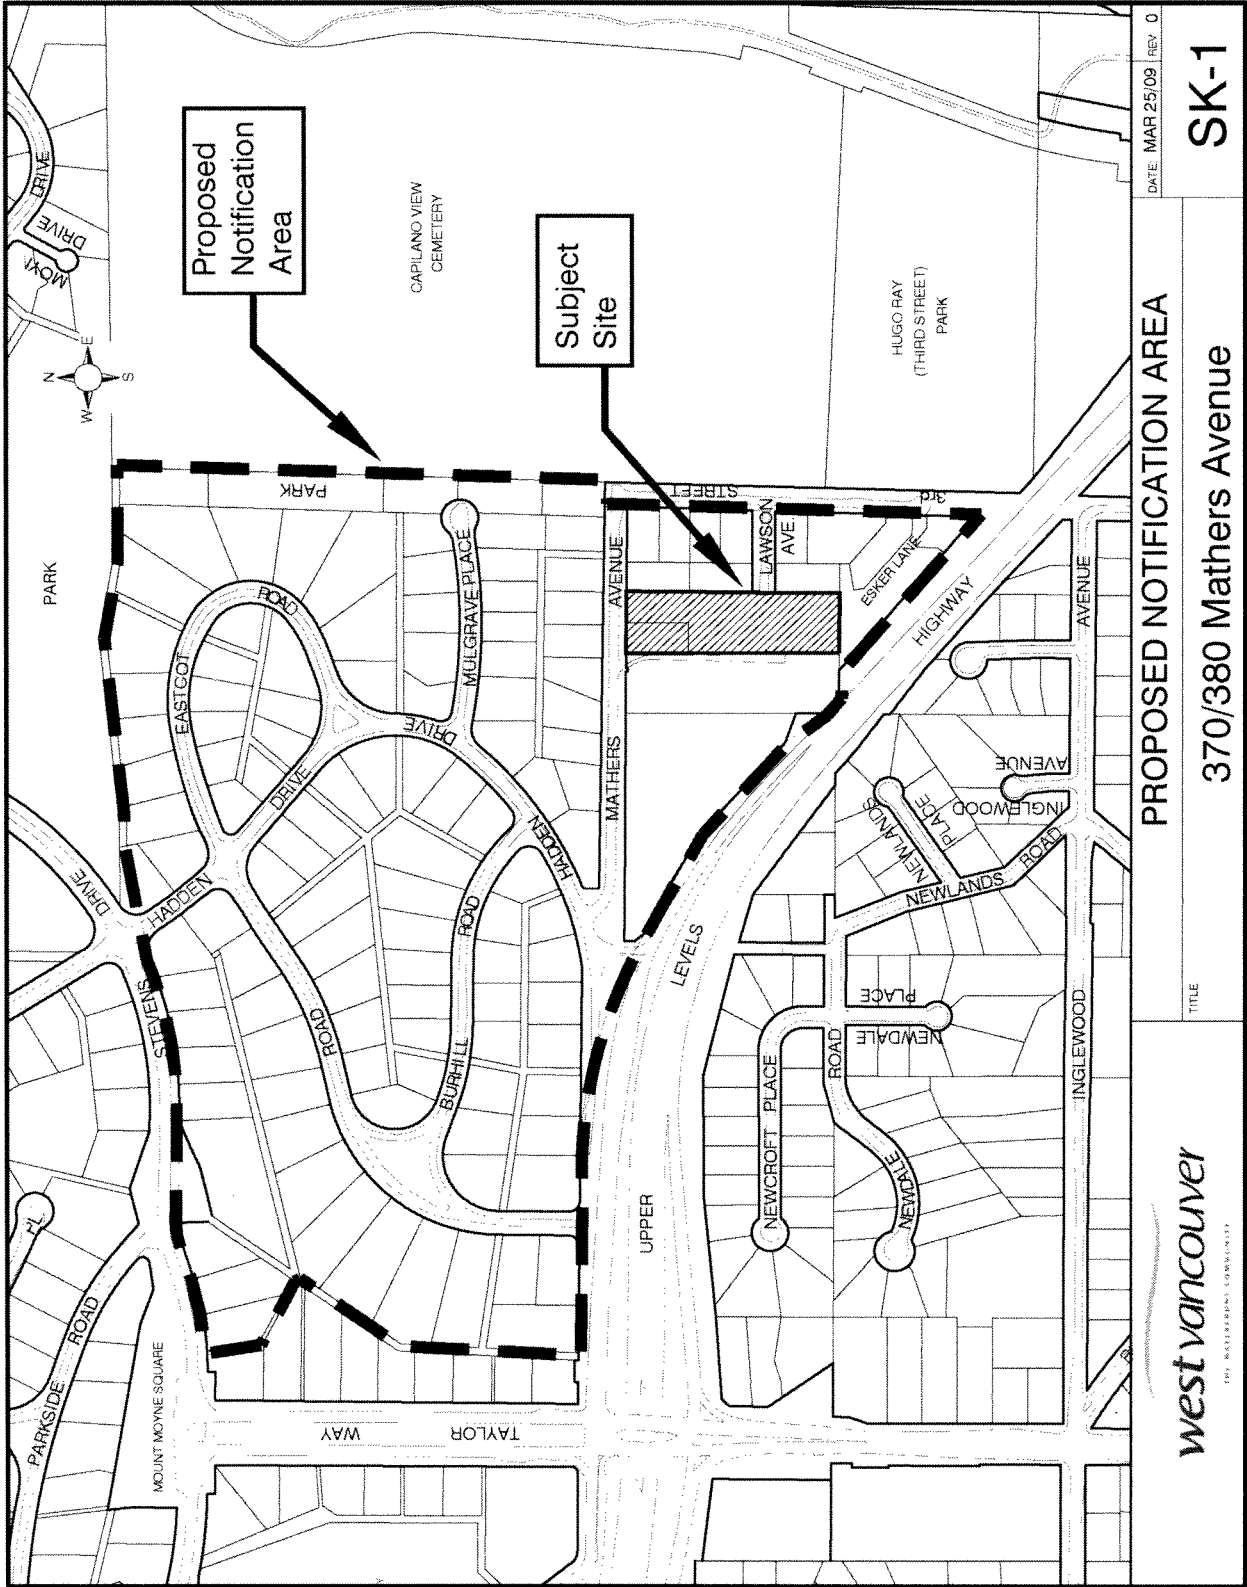 PARK
DRIVE
MOYI
DRIVE
N
W
E
S
Proposed
Notification
Area
CAPILANO VIEW
CEMETERY
Subject
Site
HUGO RAY
(THIRD STREET)
PARK
PARK
EASTCOT
ROAD
MULGRAVE PLACE
DRIVE
HADDEN
DRIVE
DRIVE
HADDEN
STEVENS
ROAD
BURHILL
ROAD
MATHERS
AVENUE
LAWSON
AVE.
3rd
STREET
ESKER LANE
UPPER
LEVELS
HIGHWAY
PL
PARKSIDE
ROAD
MOUNT MOYNE SQUARE
TAYLOR
WAY
NEWCROFT PLACE
NEWDALE
ROAD
NEWDALE
PLACE
NEWLANDS
ROAD
NEWLANDS
PLACE
INGLEWOOD
AVENUE
INGLEWOOD
AVENUE
west vancouver
TITLE
PROPOSED NOTIFICATION AREA
370/380 Mathers Avenue
DATE: MAR 25/09
REV 0
SK-1